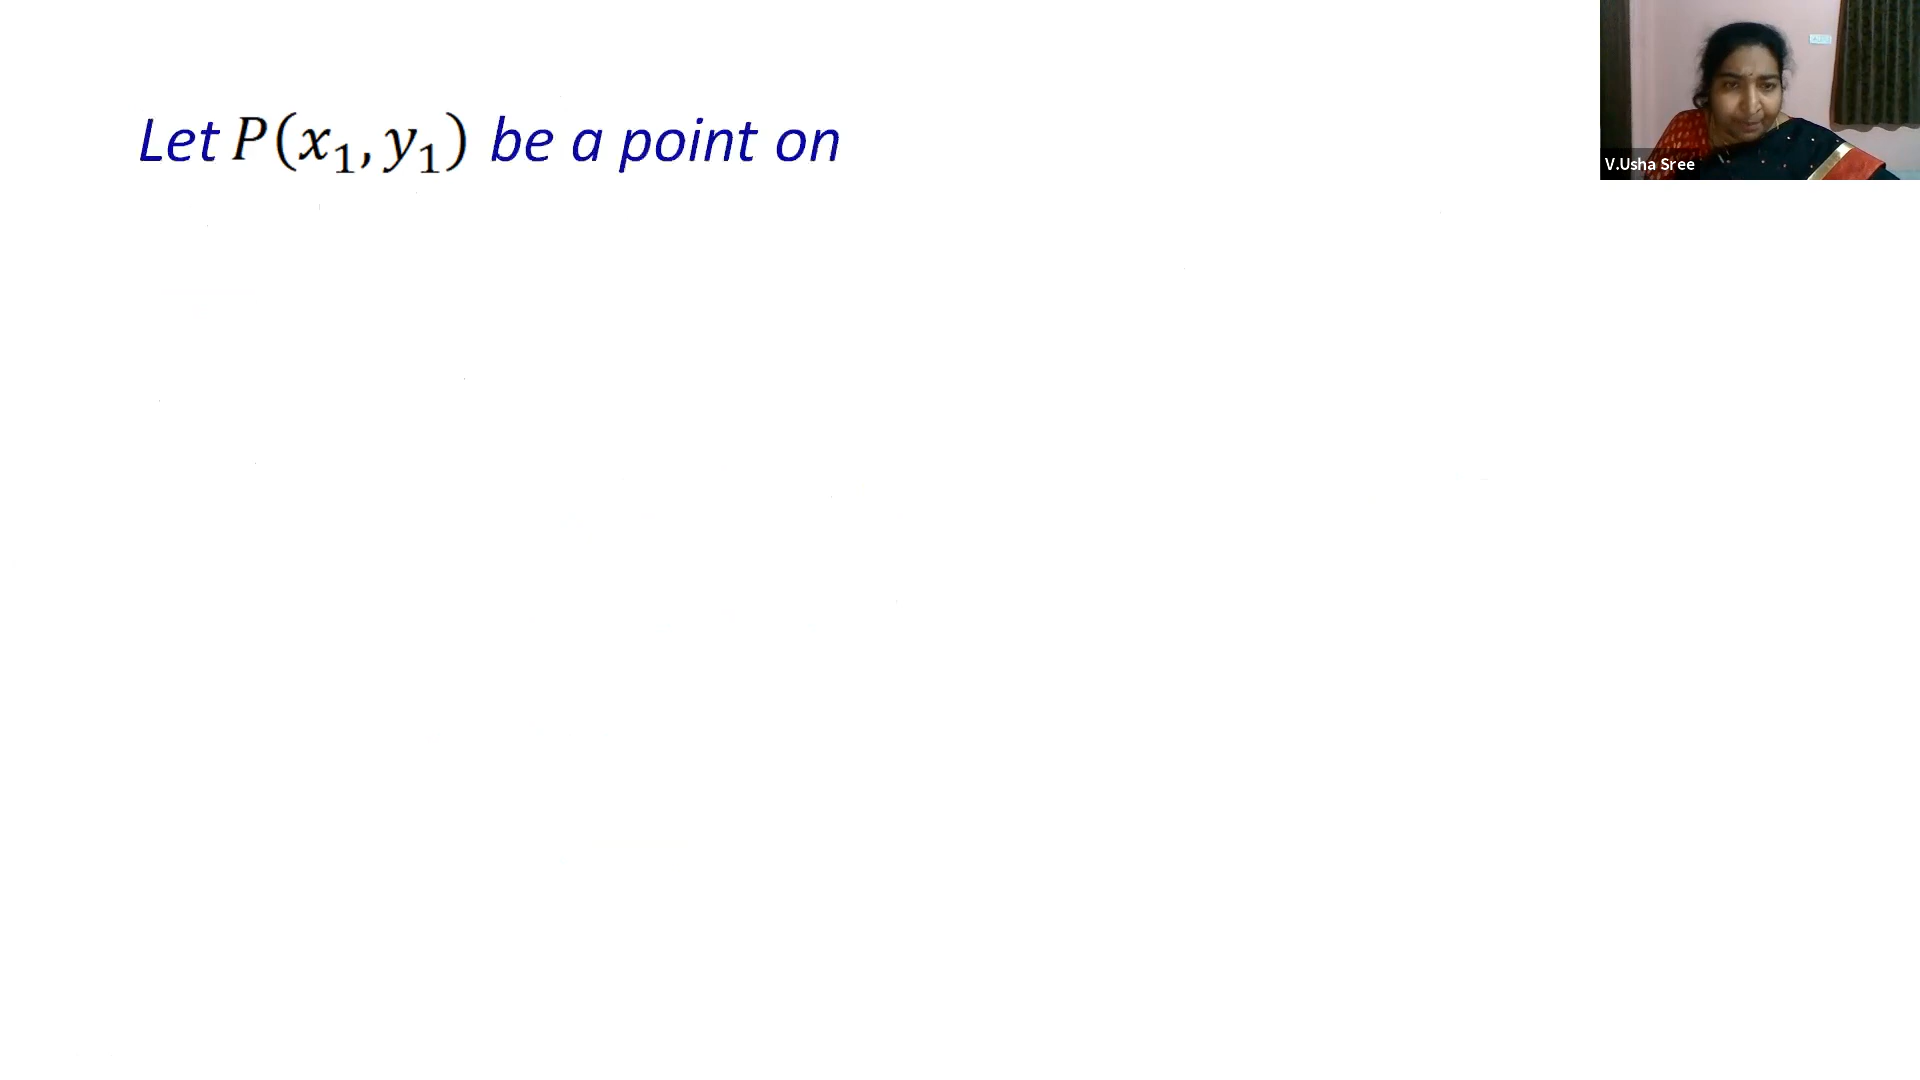 Let P(x₁, y₁) be a point on
V.Usha Sree